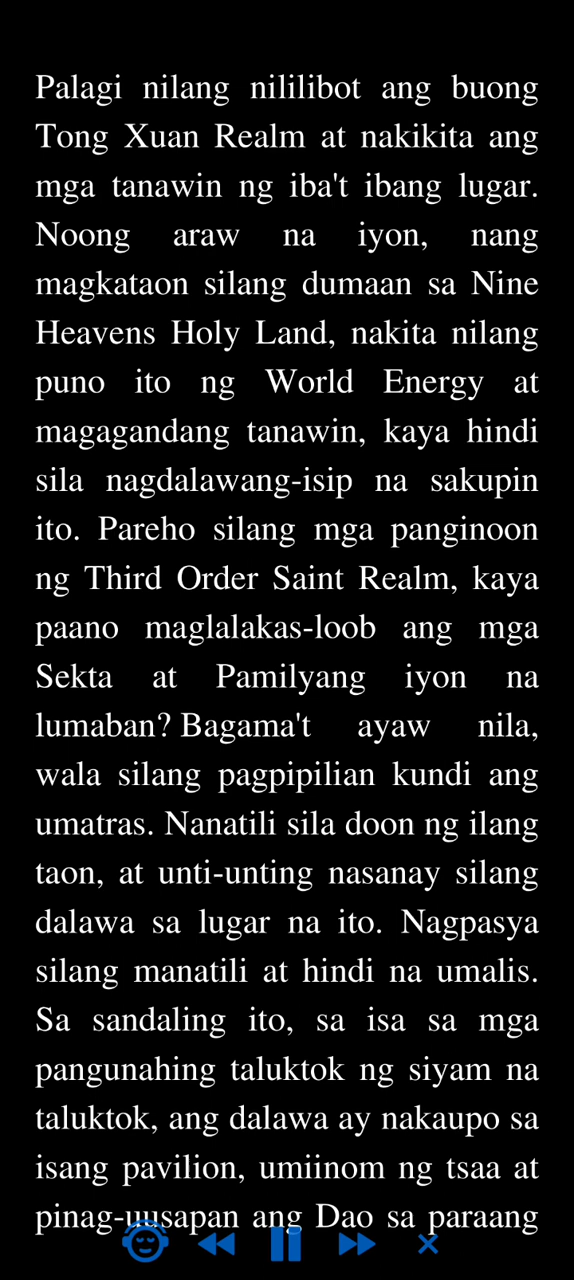 Palagi nilang nililibot ang buong
Tong Xuan Realm at nakikita ang
mga tanawin ng iba't ibang lugar.
Noong araw na iyon, nang
magkataon silang dumaan sa Nine
Heavens Holy Land, nakita nilang
puno ito ng World Energy at
magagandang tanawin, kaya hindi
sila nagdalawang-isip na sakupin
ito. Pareho silang mga panginoon
ng Third Order Saint Realm, kaya
paano maglalakas-loob ang mga
Sekta at Pamilyang iyon na
lumaban? Bagama't ayaw nila,
wala silang pagpipilian kundi ang
umatras. Nanatili sila doon ng ilang
taon, at unti-unting nasanay silang
dalawa sa lugar na ito. Nagpasya
silang manatili at hindi na umalis.
Sa sandaling ito, sa isa sa mga
pangunahing taluktok ng siyam na
taluktok, ang dalawa ay nakaupo sa
isang pavilion, umiinom ng tsaa at
pinag-uusapan ang Dao sa paraang